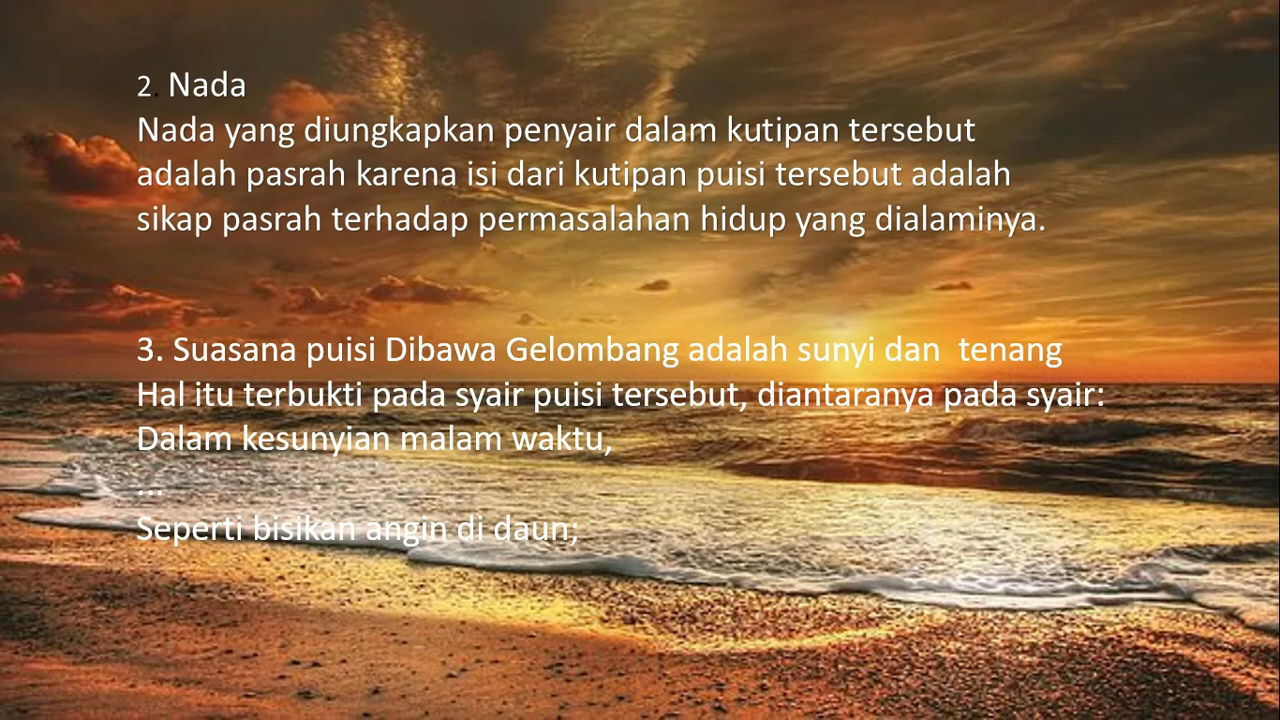 2. Nada
Nada yang diungkapkan penyair dalam kutipan tersebut
adalah pasrah karena isi dari kutipan puisi tersebut adalah
sikap pasrah terhadap permasalahan hidup yang dialaminya.
3. Suasana puisi Dibawa Gelombang adalah sunyi dan  tenang
Hal itu terbukti pada syair puisi tersebut, diantaranya pada syair:
Dalam kesunyian malam waktu,
...
Seperti bisikan angin di daun;